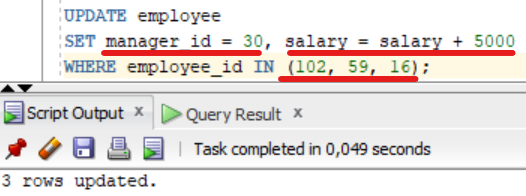 UPDATE employee
SET manager_id = 30, salary = salary + 5000
WHERE employee_id IN (102, 59, 16);
Script Output x
Query Result x
Task completed in 0,049 seconds
3 rows updated.